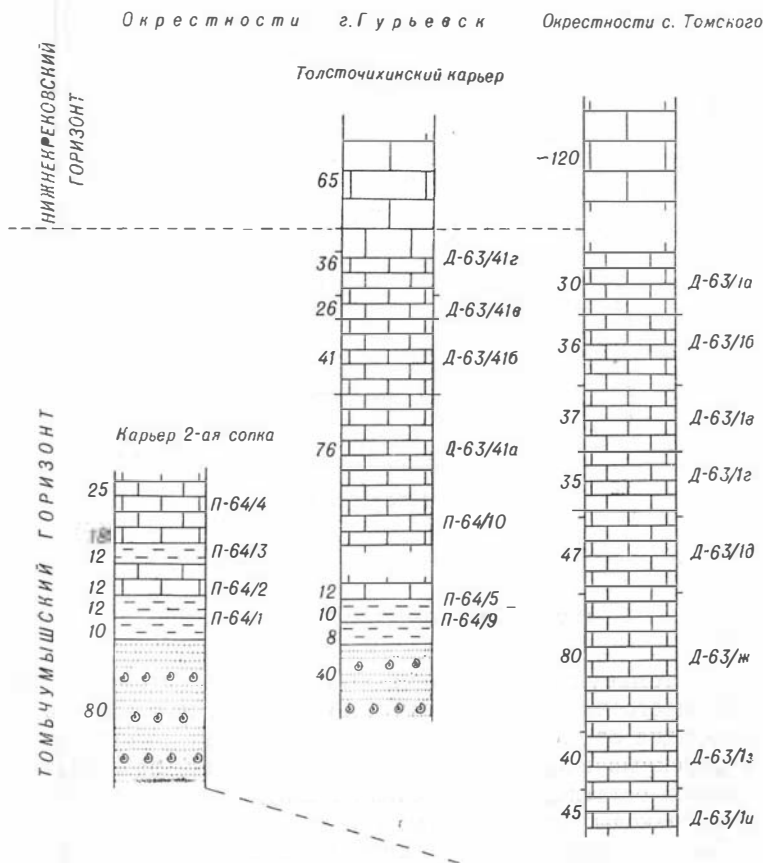 Окрестности г. Гурьевск
Окрестности с. Томского
Толсточихинский карьер
НИЖНЕКРЕКОВСКИЙ
ГОРИЗОНТ
65
~120
36 Д-63/41г
26 Д-63/41в
41 Д-63/41б
76 Д-63/41а
П-64/10
12 П-64/5
10 П-64/9
8
40
30 Д-63/1а
36 Д-63/1б
37 Д-63/1в
35 Д-63/1г
47 Д-63/1д
80 Д-63/ж
40 Д-63/1з
45 Д-63/1и
ТОМЬЧУМЫШСКИЙ ГОРИЗОНТ
Карьер 2-ая сопка
25 П-64/4
18
12 П-64/3
12 П-64/2
12 П-64/1
10
80